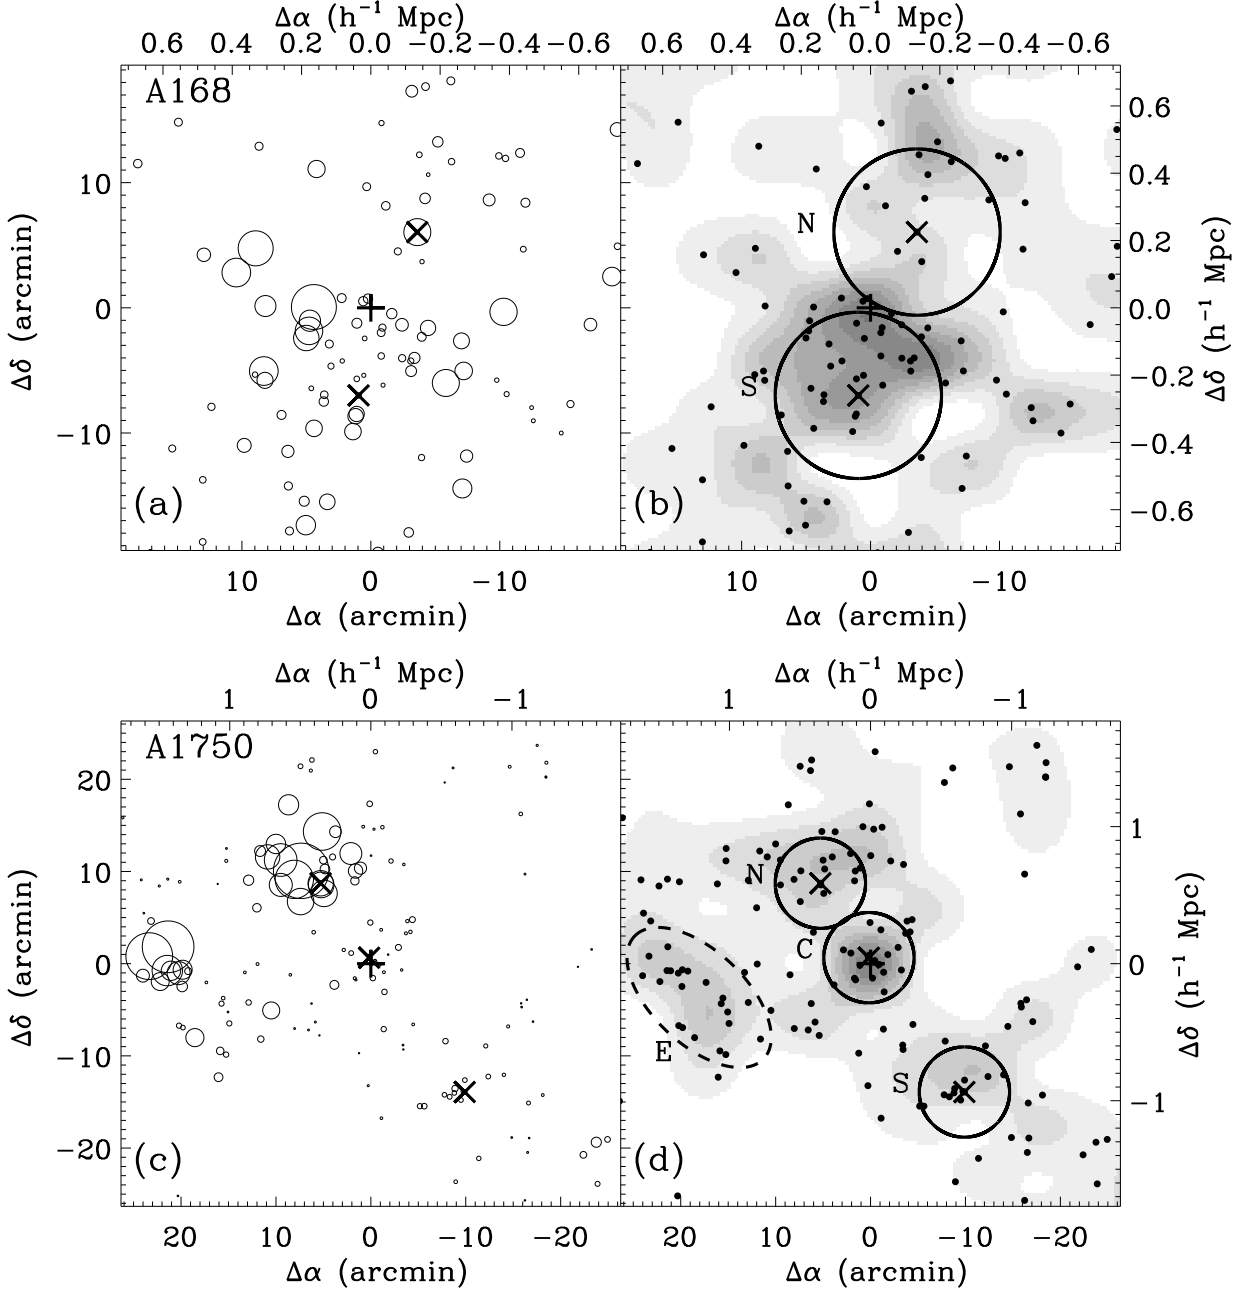 Δα (h⁻¹ Mpc) Δα (h⁻¹ Mpc)
0.6 0.4 0.2 0.0 −0.2 −0.4 −0.6 0.6 0.4 0.2 0.0 −0.2 −0.4 −0.6
A168
0.6
10 0.4
N 0.2
Δδ (arcmin) 0 0.0 Δδ (h⁻¹ Mpc)
S −0.2
−10 −0.4
(a) (b) −0.6
10 0 −10 10 0 −10
Δα (arcmin) Δα (arcmin)
Δα (h⁻¹ Mpc) Δα (h⁻¹ Mpc)
1 0 −1 1 0 −1
A1750
20
1
10 N
C
Δδ (arcmin) 0 0 Δδ (h⁻¹ Mpc)
E
−10 S
−1
−20 (c) (d)
20 10 0 −10 −20 20 10 0 −10 −20
Δα (arcmin) Δα (arcmin)